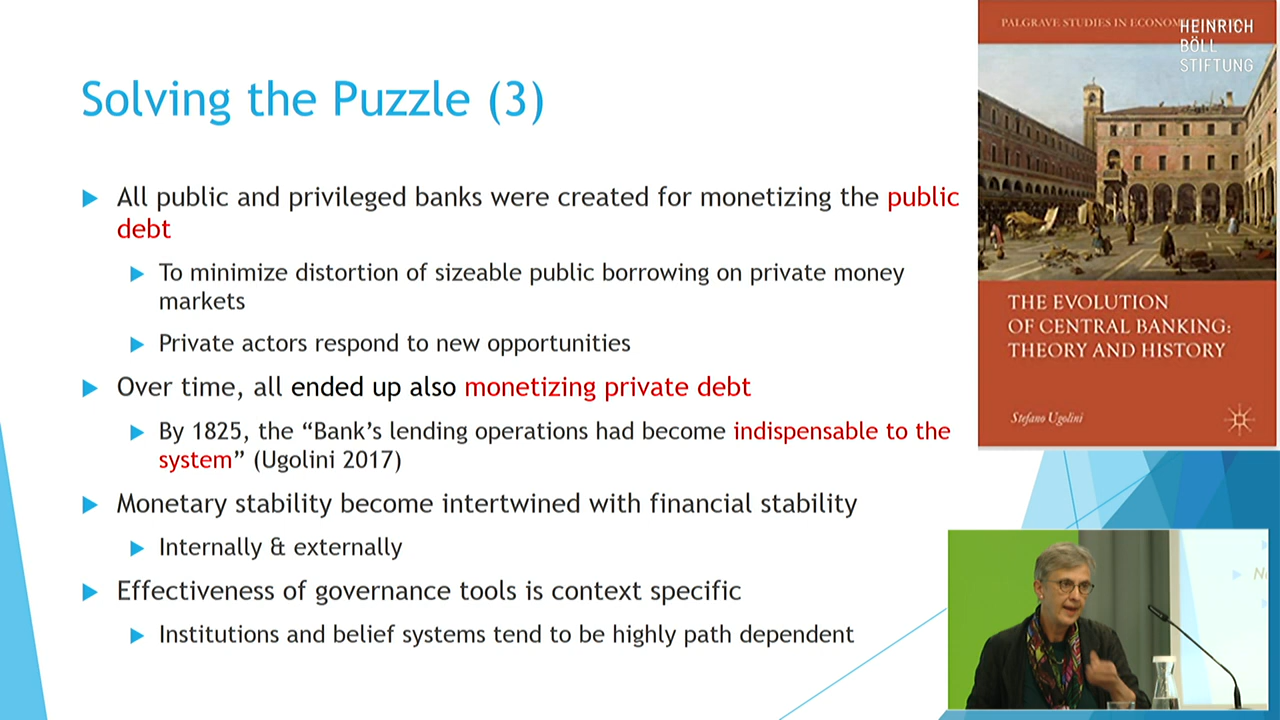 Solving the Puzzle (3)
All public and privileged banks were created for monetizing the public
debt
To minimize distortion of sizeable public borrowing on private money
markets
Private actors respond to new opportunities
Over time, all ended up also monetizing private debt
By 1825, the “Bank’s lending operations had become indispensable to the
system” (Ugolini 2017)
Monetary stability become intertwined with financial stability
Internally & externally
Effectiveness of governance tools is context specific
Institutions and belief systems tend to be highly path dependent
PALGRAVE STUDIES IN
HEINRICH
BÖLL
STIFTUNG
THE EVOLUTION
OF CENTRAL BANKING:
THEORY AND HISTORY
Stefano Ugolini